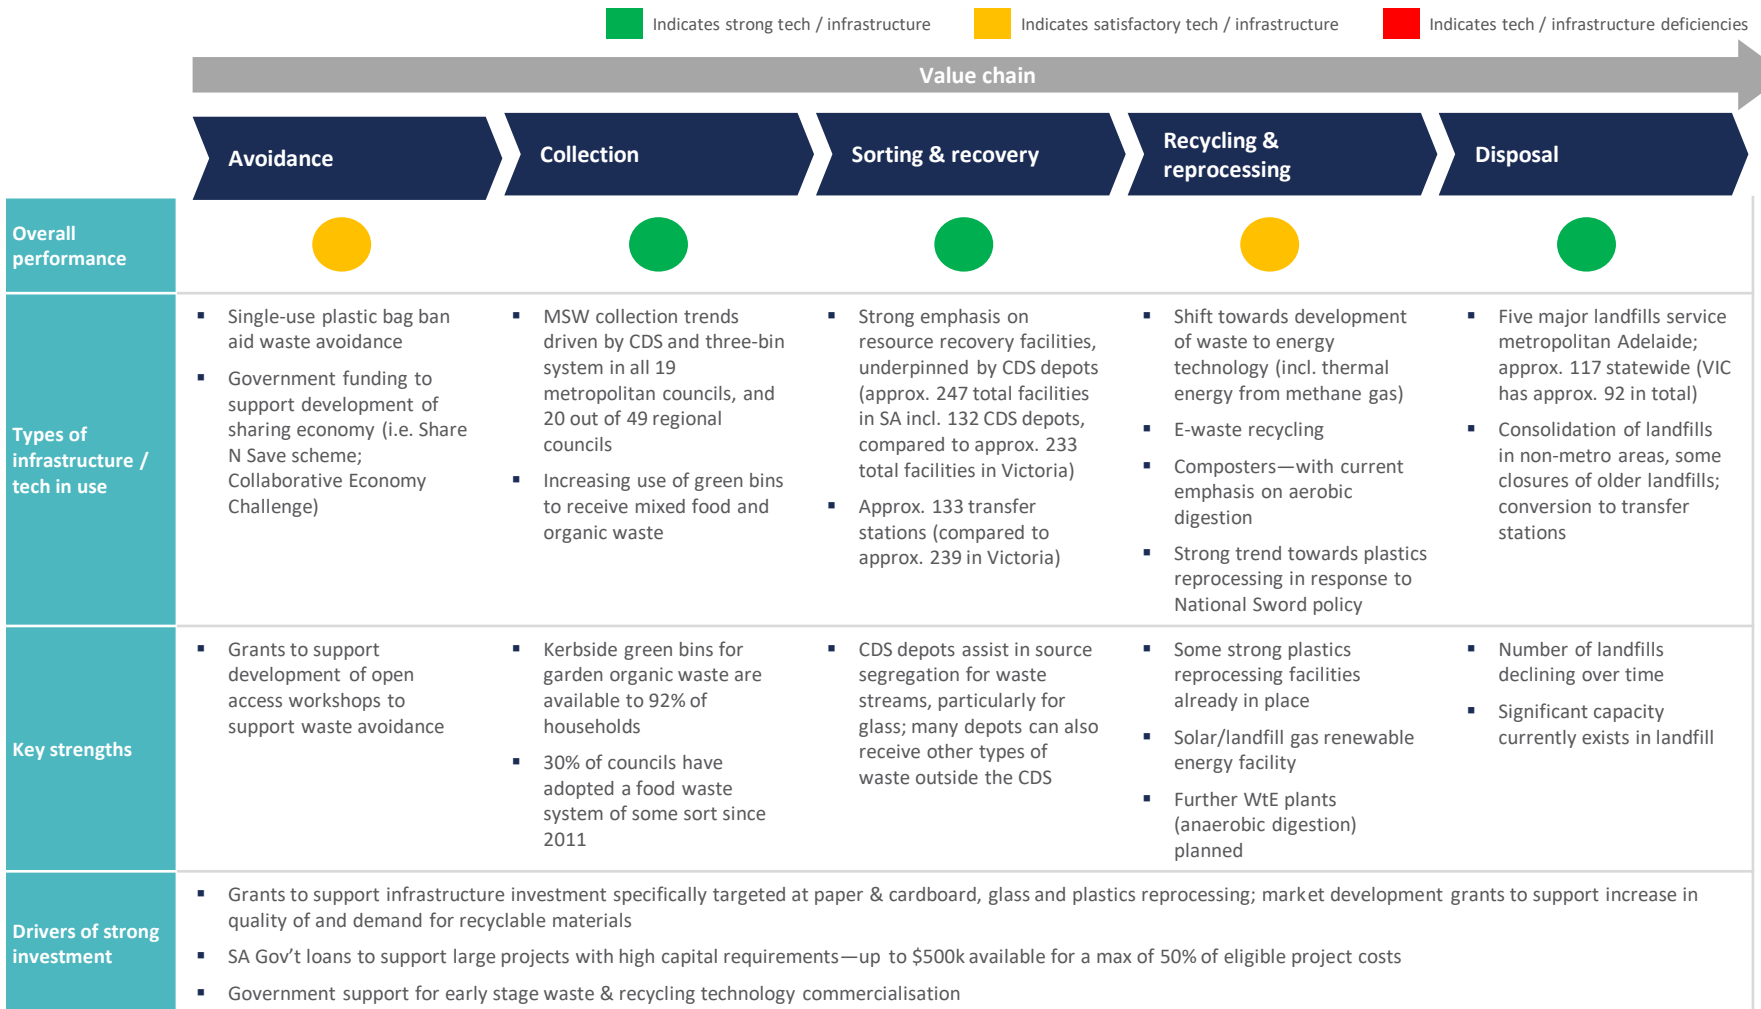 Indicates strong tech / infrastructure
Indicates satisfactory tech / infrastructure
Indicates tech / infrastructure deficiencies
Value chain
Avoidance
Collection
Sorting & recovery
Recycling &
reprocessing
Disposal
Overall
performance
Types of
infrastructure /
tech in use
▪ Single-use plastic bag ban
aid waste avoidance
▪ Government funding to
support development of
sharing economy (i.e. Share
N Save scheme;
Collaborative Economy
Challenge)
▪ MSW collection trends
driven by CDS and three-bin
system in all 19
metropolitan councils, and
20 out of 49 regional
councils
▪ Increasing use of green bins
to receive mixed food and
organic waste
▪ Strong emphasis on
resource recovery facilities,
underpinned by CDS depots
(approx. 247 total facilities
in SA incl. 132 CDS depots,
compared to approx. 233
total facilities in Victoria)
▪ Approx. 133 transfer
stations (compared to
approx. 239 in Victoria)
▪ Shift towards development
of waste to energy
technology (incl. thermal
energy from methane gas)
▪ E-waste recycling
▪ Composters—with current
emphasis on aerobic
digestion
▪ Strong trend towards plastics
reprocessing in response to
National Sword policy
▪ Five major landfills service
metropolitan Adelaide;
approx. 117 statewide (VIC
has approx. 92 in total)
▪ Consolidation of landfills
in non-metro areas, some
closures of older landfills;
conversion to transfer
stations
Key strengths
▪ Grants to support
development of open
access workshops to
support waste avoidance
▪ Kerbside green bins for
garden organic waste are
available to 92% of
households
▪ 30% of councils have
adopted a food waste
system of some sort since
2011
▪ CDS depots assist in source
segregation for waste
streams, particularly for
glass; many depots can also
receive other types of
waste outside the CDS
▪ Some strong plastics
reprocessing facilities
already in place
▪ Solar/landfill gas renewable
energy facility
▪ Further WtE plants
(anaerobic digestion)
planned
▪ Number of landfills
declining over time
▪ Significant capacity
currently exists in landfill
Drivers of strong
investment
▪ Grants to support infrastructure investment specifically targeted at paper & cardboard, glass and plastics reprocessing; market development grants to support increase in
quality of and demand for recyclable materials
▪ SA Gov't loans to support large projects with high capital requirements—up to $500k available for a max of 50% of eligible project costs
▪ Government support for early stage waste & recycling technology commercialisation